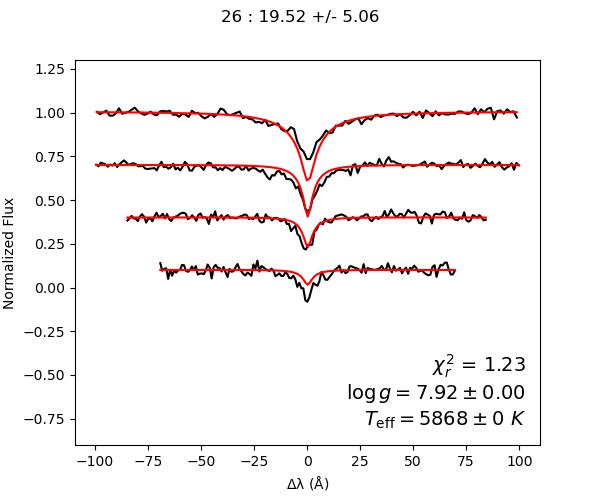 26 : 19.52 +/- 5.06
1.25
1.00
0.75
0.50
0.25
0.00
−0.25
−0.50
−0.75
Normalized Flux
χ²ᵣ = 1.23
log g = 7.92 ± 0.00
T_eff = 5868 ± 0 K
−100 −75 −50 −25 0 25 50 75 100
Δλ (Å)